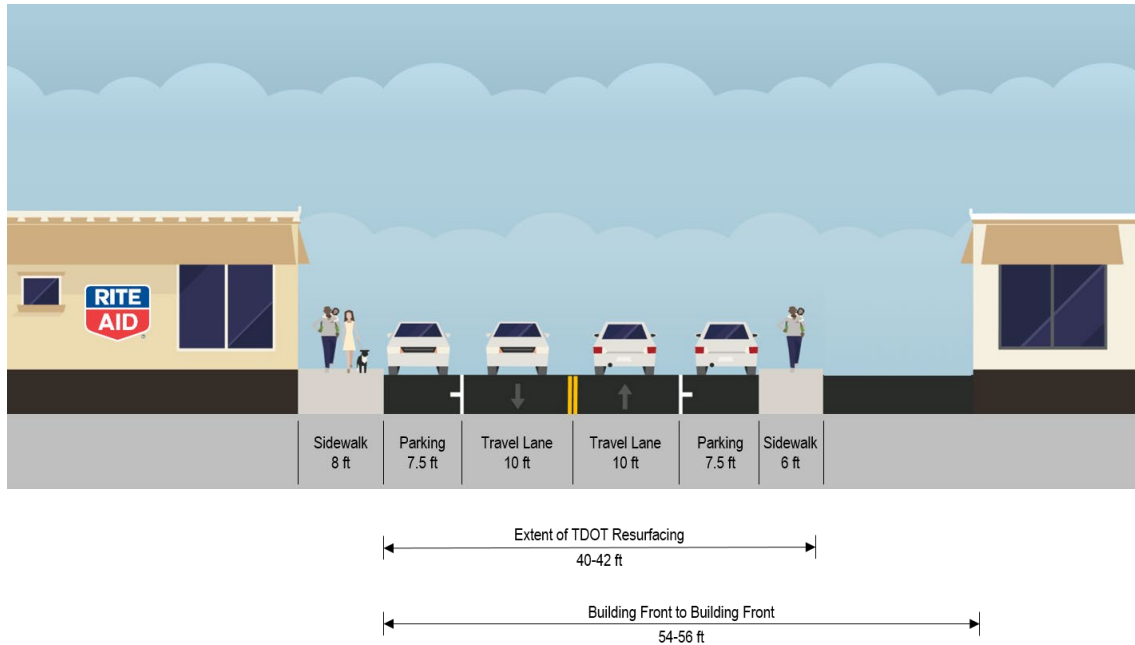 RITE
AID
Sidewalk
8 ft
Parking
7.5 ft
Travel Lane
10 ft
Travel Lane
10 ft
Parking
7.5 ft
Sidewalk
6 ft
Extent of TDOT Resurfacing
40-42 ft
Building Front to Building Front
54-56 ft